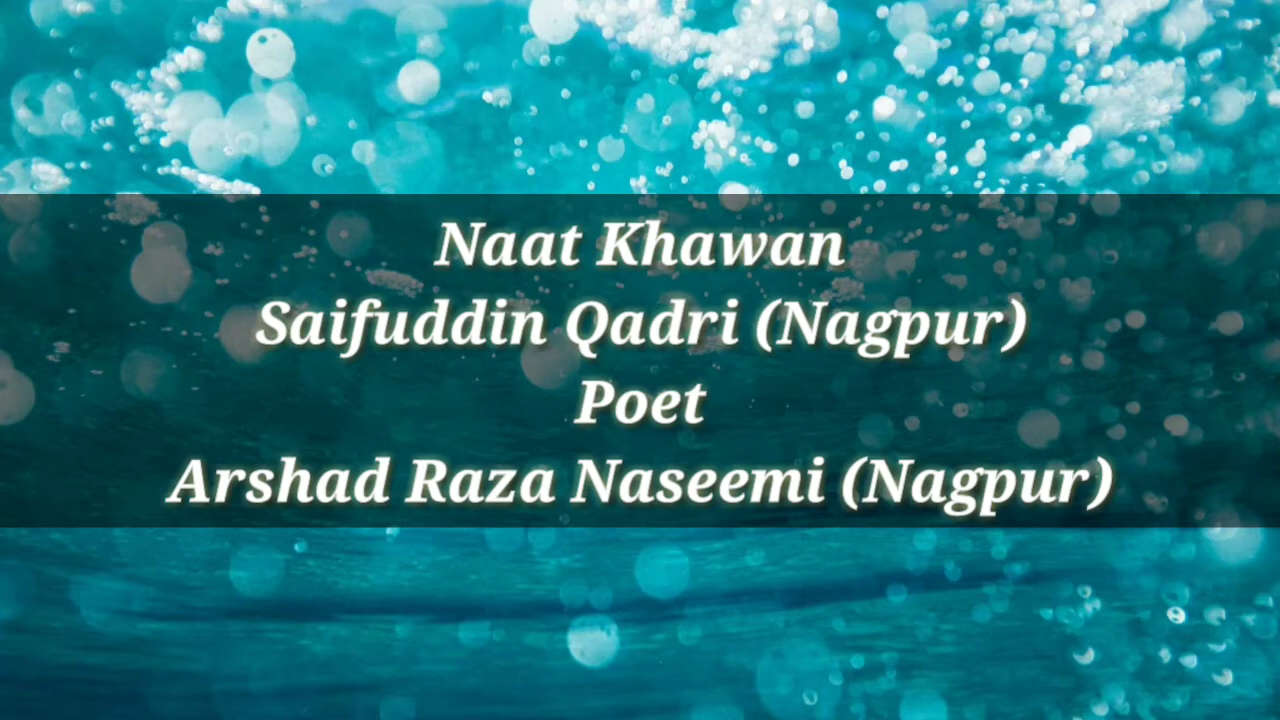 Naat Khawan
Saifuddin Qadri (Nagpur)
Poet
Arshad Raza Naseemi (Nagpur)